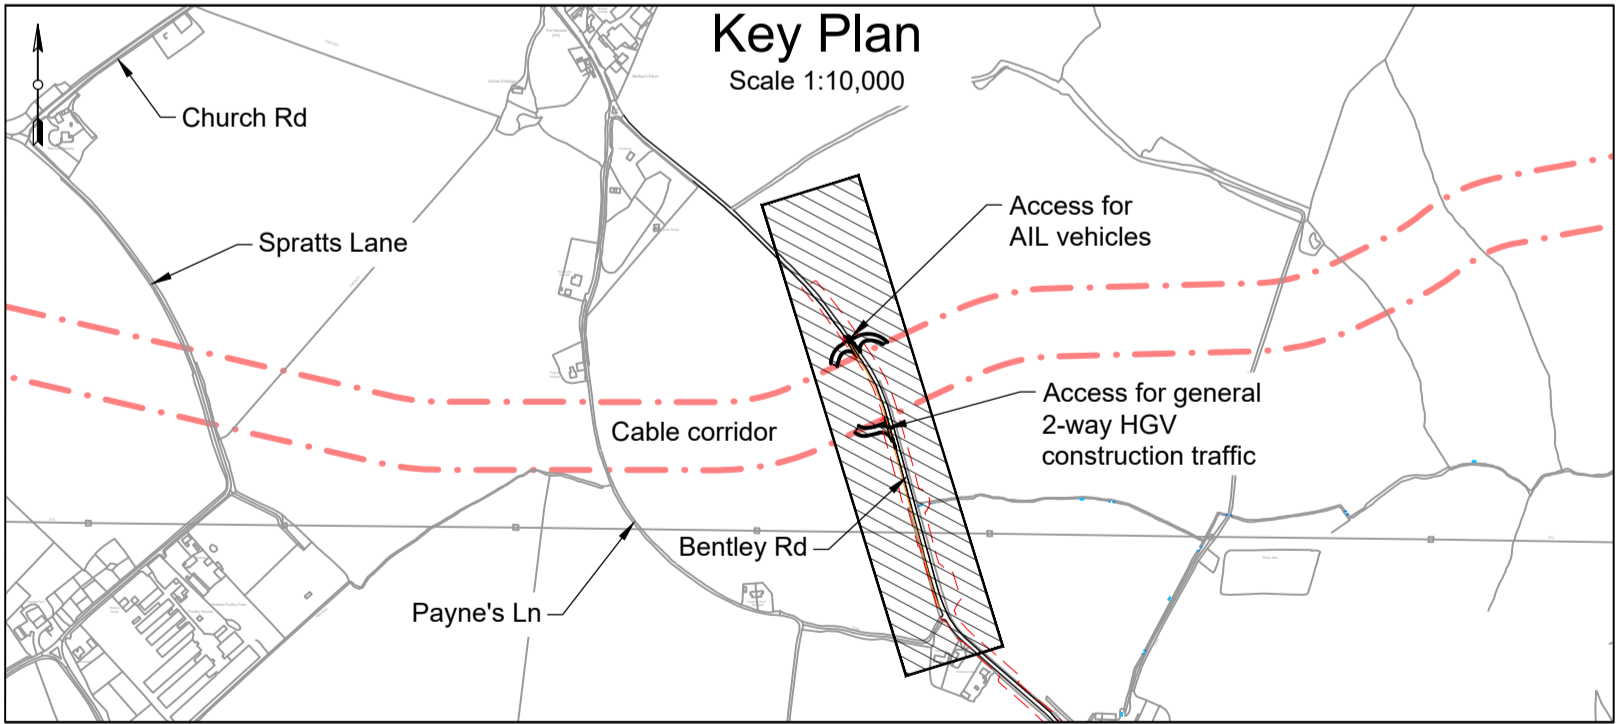 Key Plan
Scale 1:10,000
Church Rd
Spratts Lane
Access for
AIL vehicles
Cable corridor
Access for general
2-way HGV
construction traffic
Bentley Rd
Payne's Ln